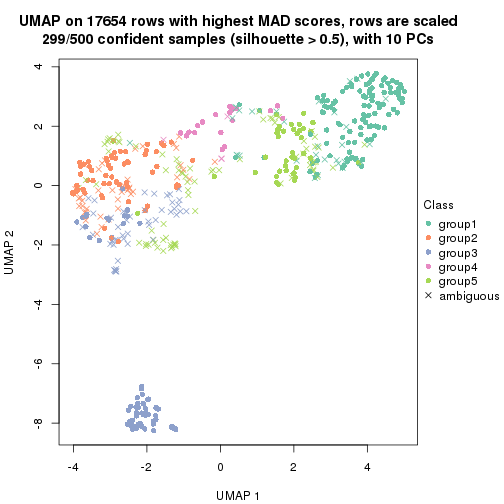 UMAP on 17654 rows with highest MAD scores, rows are scaled
299/500 confident samples (silhouette > 0.5), with 10 PCs
4
2
0
-2
-4
-6
-8
UMAP 2
-4
-2
0
2
4
UMAP 1
Class
group1
group2
group3
group4
group5
ambiguous